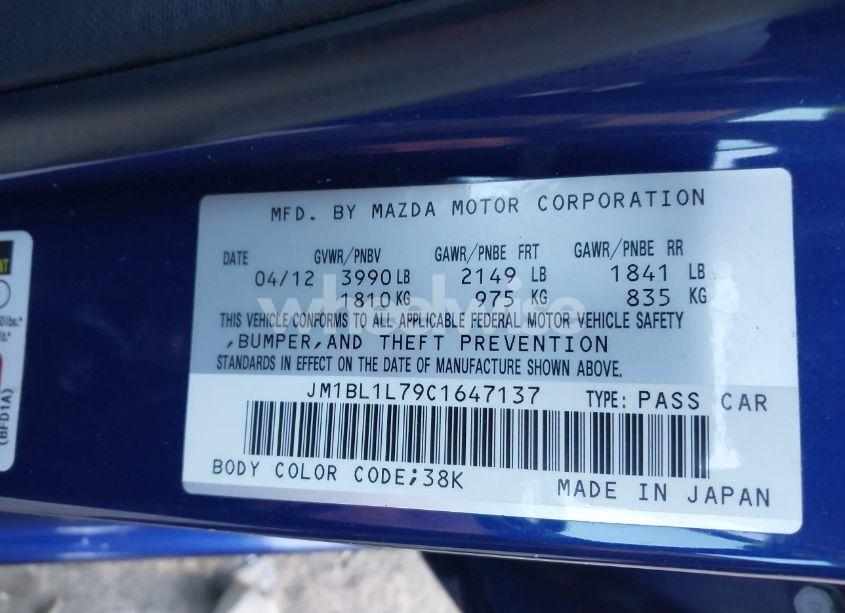 MFD. BY MAZDA MOTOR CORPORATION
DATE GVWR/PNBV GAWR/PNBE FRT GAWR/PNBE RR
04/12 3990 LB 2149 LB 1841 LB
1810 KG 975 KG 835 KG
wheelwise
THIS VEHICLE CONFORMS TO ALL APPLICABLE FEDERAL MOTOR VEHICLE SAFETY
,BUMPER,AND THEFT PREVENTION
STANDARDS IN EFFECT ON THE DATE OF MANUFACTURE SHOWN ABOVE.
JM1BL1L79C1647137 TYPE: PASS CAR
BODY COLOR CODE;38K
MADE IN JAPAN
(BFD1A)